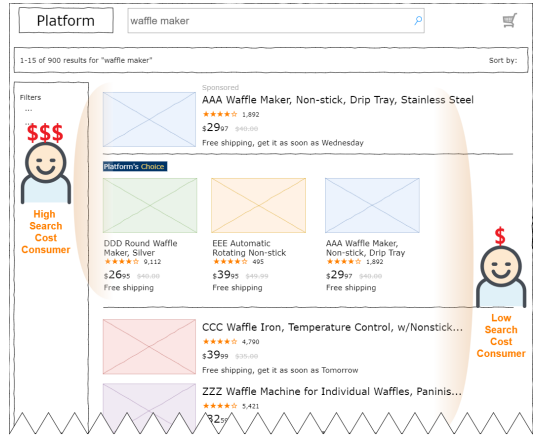 Platform
waffle maker
1-15 of 900 results for "waffle maker"
Sort by:
Filters
...
...
$$$
High
Search
Cost
Consumer
Sponsored
AAA Waffle Maker, Non-stick, Drip Tray, Stainless Steel
★★★★☆ 1,892
$29⁹⁷ $40.00
Free shipping, get it as soon as Wednesday
Platform's Choice
DDD Round Waffle
Maker, Silver
★★★★☆ 9,112
$26⁹⁵ $40.00
Free shipping
EEE Automatic
Rotating Non-stick
★★★★☆ 495
$39⁹⁵ $49.99
Free shipping
AAA Waffle Maker,
Non-stick, Drip Tray
★★★★☆ 1,892
$29⁹⁷ $40.00
Free shipping
$
Low
Search
Cost
Consumer
CCC Waffle Iron, Temperature Control, w/Nonstick...
★★★★☆ 4,790
$39⁹⁹ $35.00
Free shipping, get it as soon as Tomorrow
ZZZ Waffle Machine for Individual Waffles, Paninis...
★★★★☆ 5,421